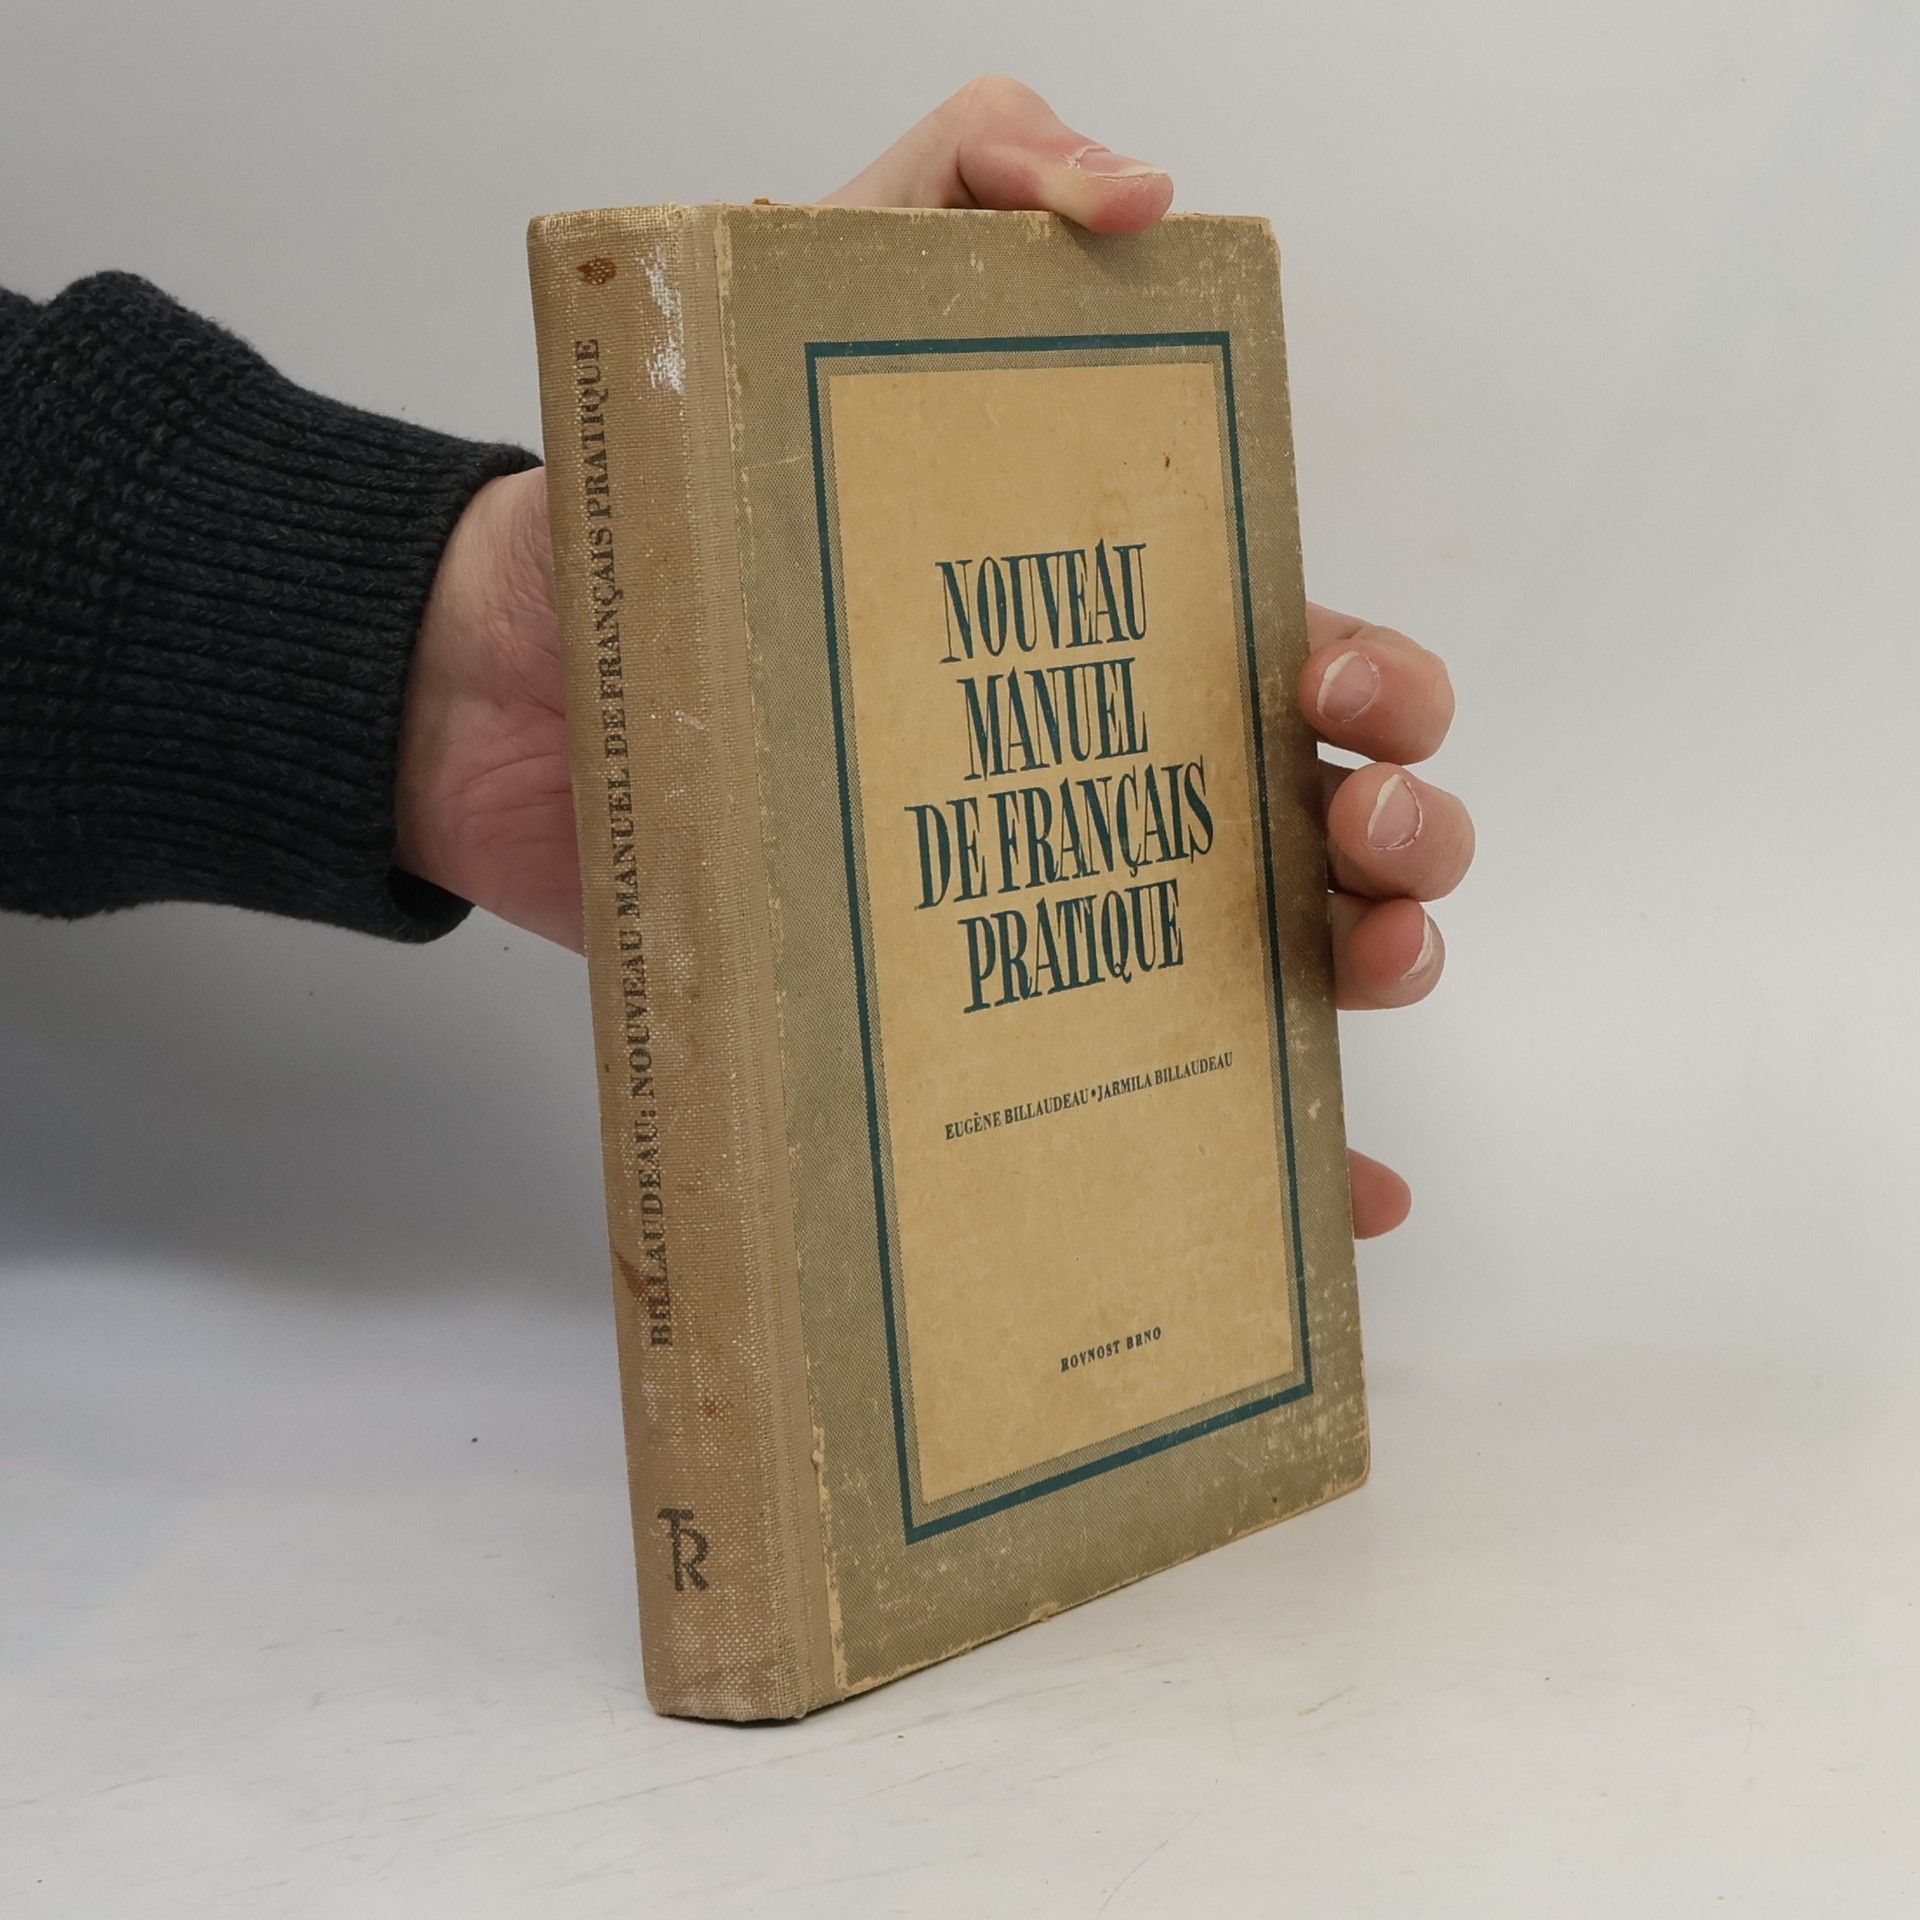 BILLAUDEAU: NOUVEAU MANUEL DE FRANÇAIS PRATIQUE
R
NOUVEAU
MANUEL
DE FRANÇAIS
PRATIQUE
EUGÈNE BILLAUDEAU • JARMILA BILLAUDEAU
ROVNOST BRNO